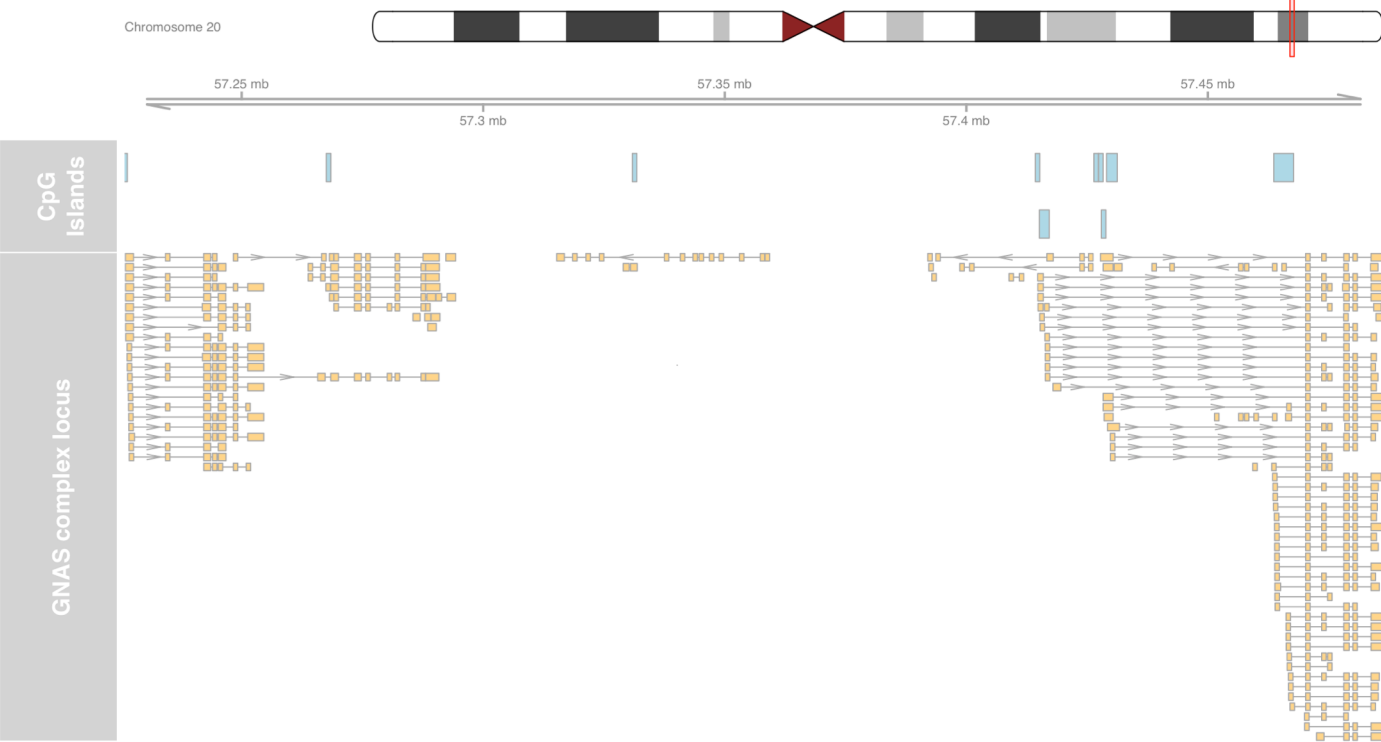 Chromosome 20
57.25 mb
57.35 mb
57.45 mb
57.3 mb
57.4 mb
CpG
Islands
GNAS complex locus